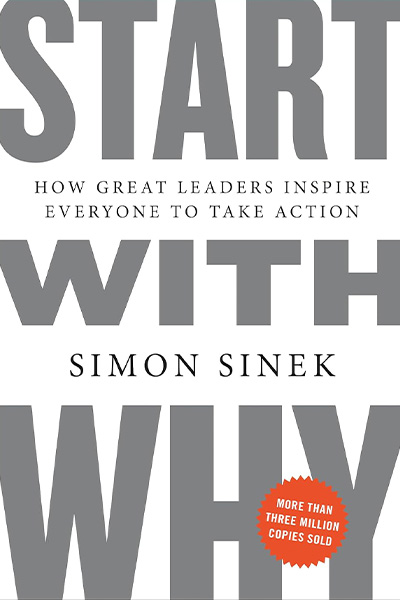 START
HOW GREAT LEADERS INSPIRE
EVERYONE TO TAKE ACTION
WITH
SIMON SINEK
WHY
MORE THAN
THREE MILLION
COPIES SOLD